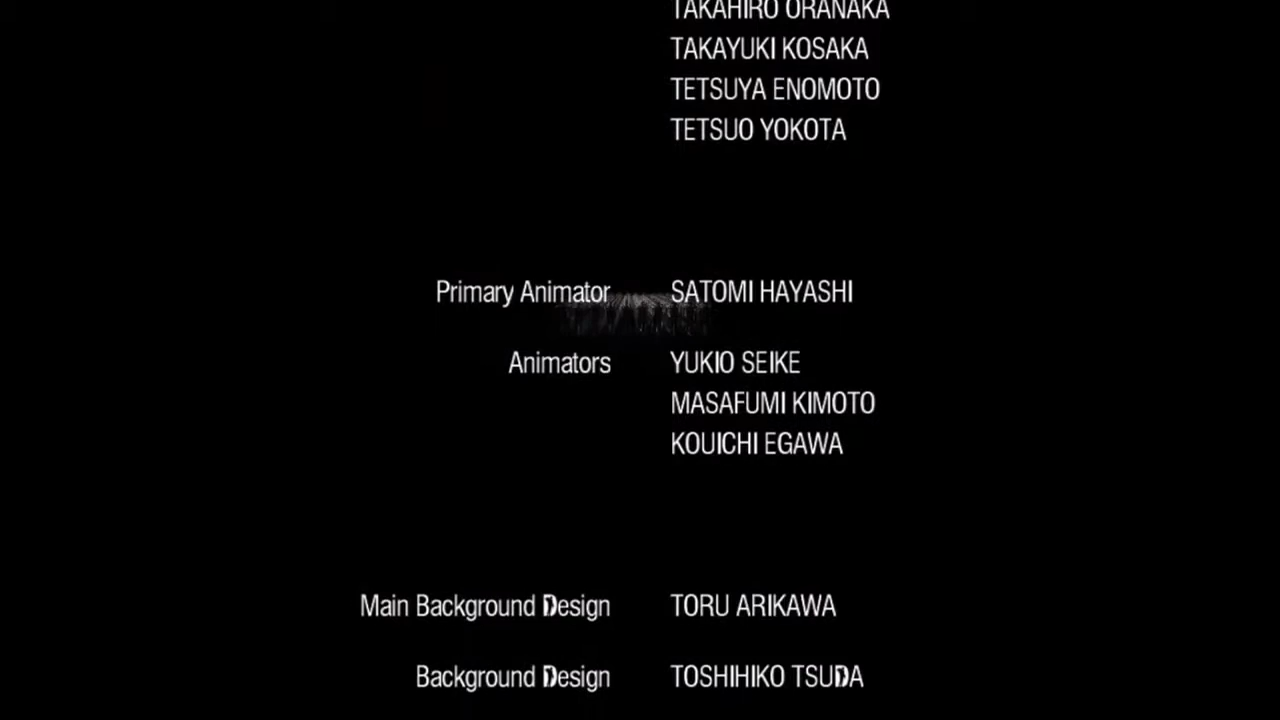 TAKAHIRO ORANAKA
TAKAYUKI KOSAKA
TETSUYA ENOMOTO
TETSUO YOKOTA
Primary Animator SATOMI HAYASHI
Animators YUKIO SEIKE
MASAFUMI KIMOTO
KOUICHI EGAWA
Main Background Design TORU ARIKAWA
Background Design TOSHIHIKO TSUDA